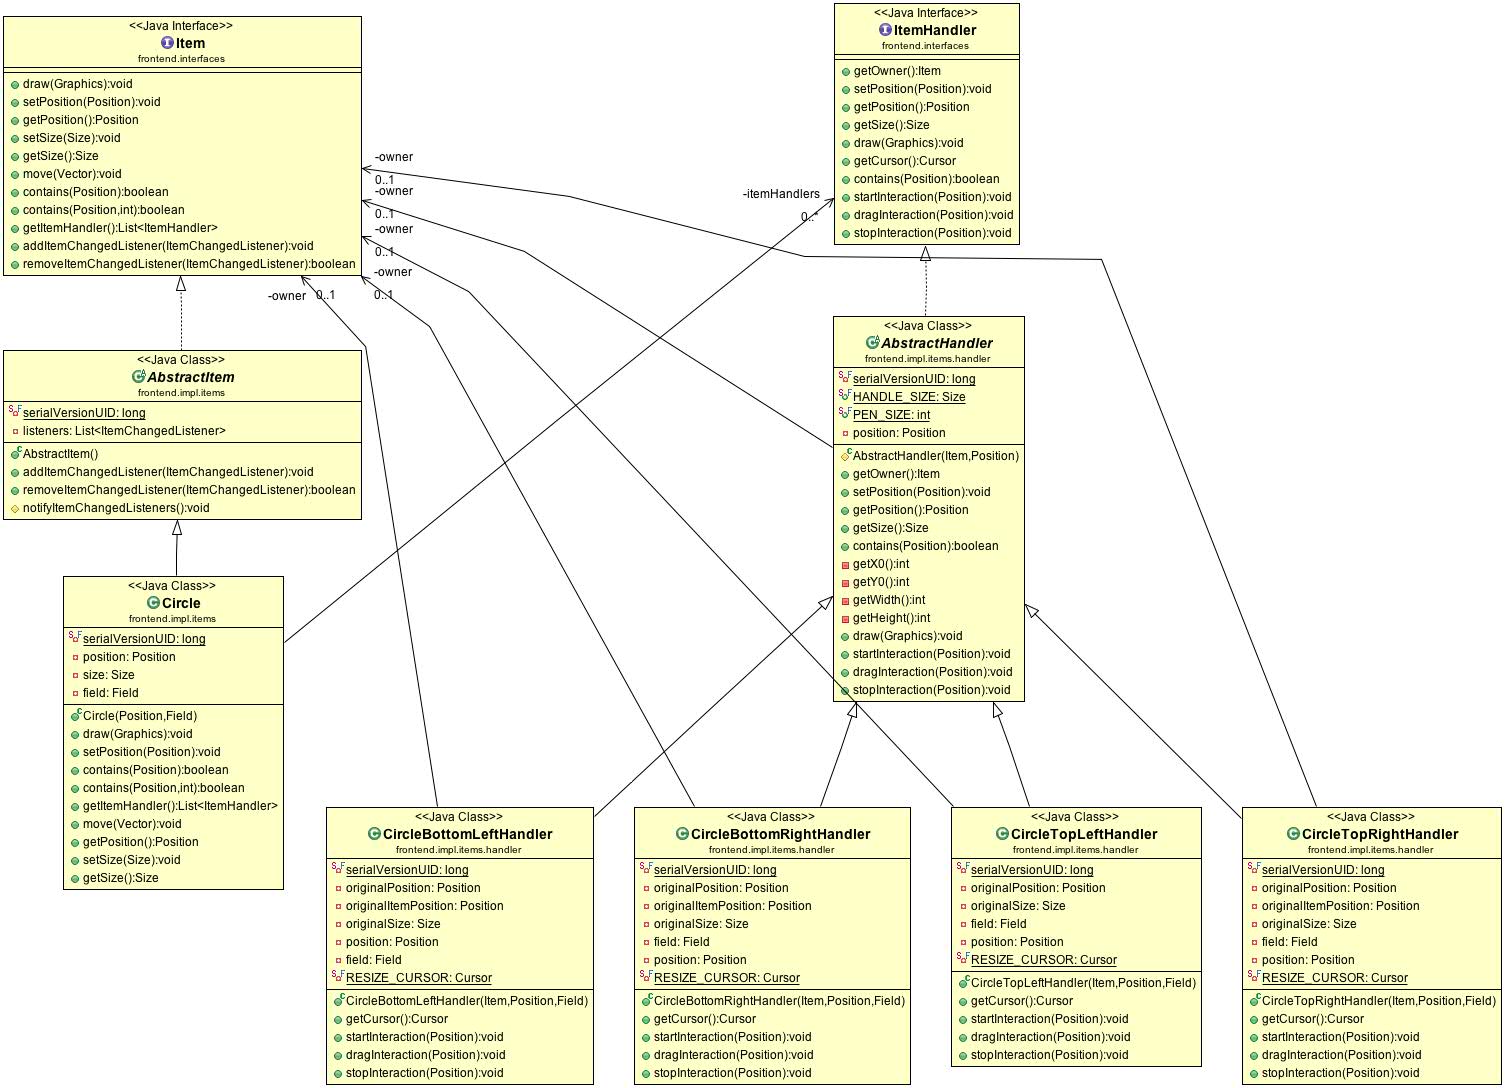 <<Java Interface>>
Item
frontend.interfaces
draw(Graphics):void
setPosition(Position):void
getPosition():Position
setSize(Size):void
getSize():Size
move(Vector):void
contains(Position):boolean
contains(Position,int):boolean
getItemHandler():List<ItemHandler>
addItemChangedListener(ItemChangedListener):void
removeItemChangedListener(ItemChangedListener):boolean
<<Java Interface>>
ItemHandler
frontend.interfaces
getOwner():Item
setPosition(Position):void
getPosition():Position
getSize():Size
draw(Graphics):void
getCursor():Cursor
contains(Position):boolean
startInteraction(Position):void
dragInteraction(Position):void
stopInteraction(Position):void
-owner
0..1
-owner
0..1
-owner
0..1
-owner
0..1
-owner
0..1
-itemHandlers
0..*
<<Java Class>>
AbstractItem
frontend.impl.items
serialVersionUID: long
listeners: List<ItemChangedListener>
AbstractItem()
addItemChangedListener(ItemChangedListener):void
removeItemChangedListener(ItemChangedListener):boolean
notifyItemChangedListeners():void
<<Java Class>>
AbstractHandler
frontend.impl.items.handler
serialVersionUID: long
HANDLE_SIZE: Size
PEN_SIZE: int
position: Position
AbstractHandler(Item,Position)
getOwner():Item
setPosition(Position):void
getPosition():Position
getSize():Size
contains(Position):boolean
getX0():int
getY0():int
getWidth():int
getHeight():int
draw(Graphics):void
startInteraction(Position):void
dragInteraction(Position):void
stopInteraction(Position):void
<<Java Class>>
Circle
frontend.impl.items
serialVersionUID: long
position: Position
size: Size
field: Field
Circle(Position,Field)
draw(Graphics):void
setPosition(Position):void
contains(Position):boolean
contains(Position,int):boolean
getItemHandler():List<ItemHandler>
move(Vector):void
getPosition():Position
setSize(Size):void
getSize():Size
<<Java Class>>
CircleBottomLeftHandler
frontend.impl.items.handler
serialVersionUID: long
originalPosition: Position
originalItemPosition: Position
originalSize: Size
position: Position
field: Field
RESIZE_CURSOR: Cursor
CircleBottomLeftHandler(Item,Position,Field)
getCursor():Cursor
startInteraction(Position):void
dragInteraction(Position):void
stopInteraction(Position):void
<<Java Class>>
CircleBottomRightHandler
frontend.impl.items.handler
serialVersionUID: long
originalPosition: Position
originalItemPosition: Position
originalSize: Size
field: Field
position: Position
RESIZE_CURSOR: Cursor
CircleBottomRightHandler(Item,Position,Field)
getCursor():Cursor
startInteraction(Position):void
dragInteraction(Position):void
stopInteraction(Position):void
<<Java Class>>
CircleTopLeftHandler
frontend.impl.items.handler
serialVersionUID: long
originalPosition: Position
originalSize: Size
field: Field
position: Position
RESIZE_CURSOR: Cursor
CircleTopLeftHandler(Item,Position,Field)
getCursor():Cursor
startInteraction(Position):void
dragInteraction(Position):void
stopInteraction(Position):void
<<Java Class>>
CircleTopRightHandler
frontend.impl.items.handler
serialVersionUID: long
originalPosition: Position
originalItemPosition: Position
originalSize: Size
field: Field
position: Position
RESIZE_CURSOR: Cursor
CircleTopRightHandler(Item,Position,Field)
getCursor():Cursor
startInteraction(Position):void
dragInteraction(Position):void
stopInteraction(Position):void